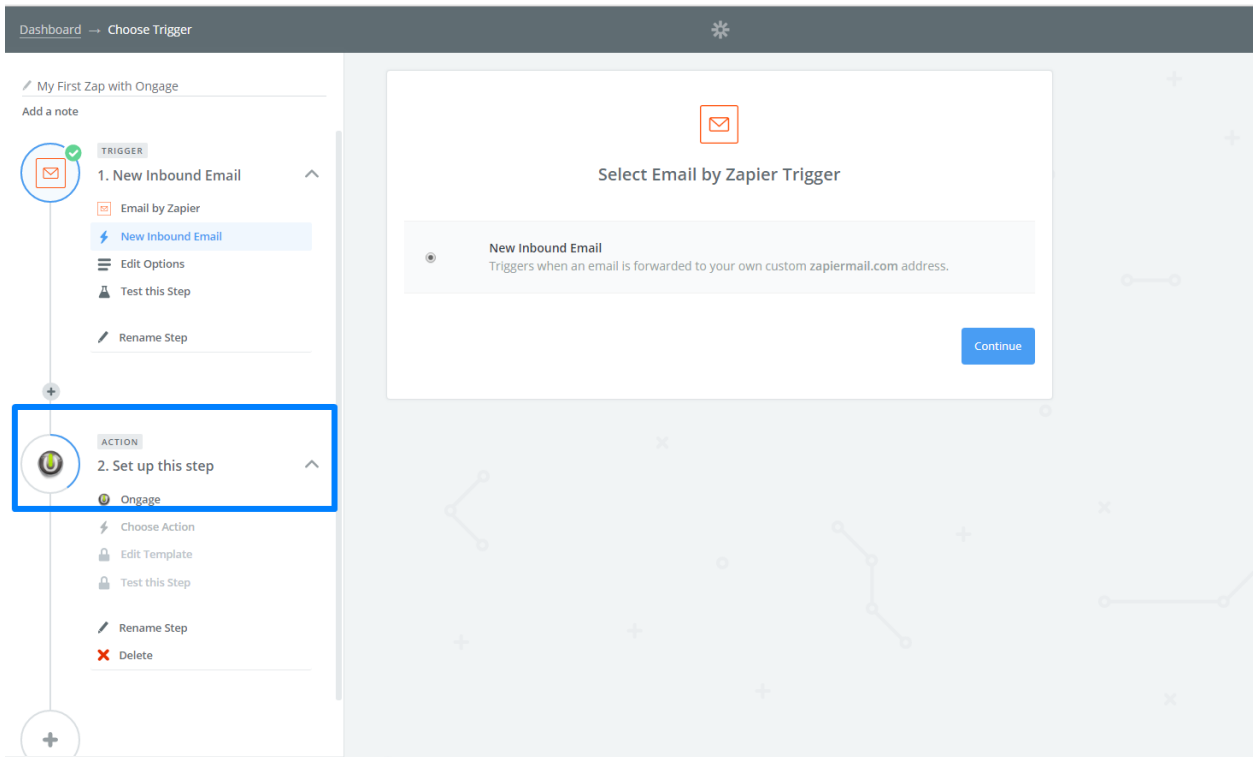 Dashboard → Choose Trigger
My First Zap with Ongage
Add a note
TRIGGER
1. New Inbound Email
Email by Zapier
New Inbound Email
Edit Options
Test this Step
Rename Step
ACTION
2. Set up this step
Ongage
Choose Action
Edit Template
Test this Step
Rename Step
Delete
Select Email by Zapier Trigger
New Inbound Email
Triggers when an email is forwarded to your own custom zapiermail.com address.
Continue